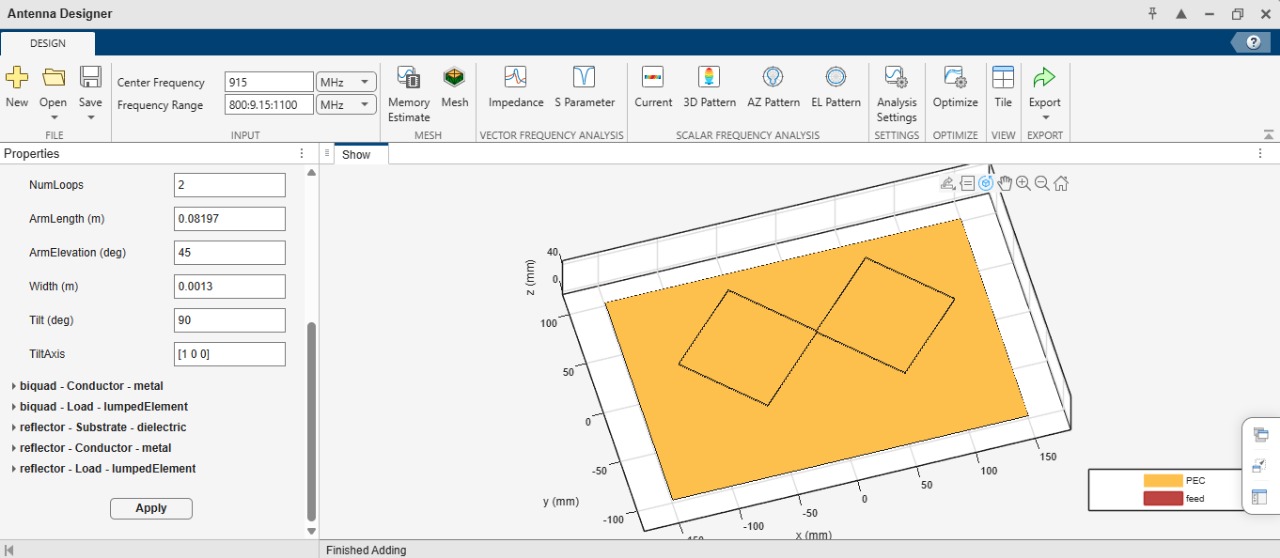 Antenna Designer
DESIGN
?
New
Open
Save
FILE
Center Frequency 915 MHz
Frequency Range 800:9.15:1100 MHz
INPUT
Memory Estimate
Mesh
MESH
Impedance
S Parameter
VECTOR FREQUENCY ANALYSIS
Current
3D Pattern
AZ Pattern
EL Pattern
SCALAR FREQUENCY ANALYSIS
Analysis Settings
SETTINGS
Optimize
OPTIMIZE
Tile
VIEW
Export
EXPORT
Properties
NumLoops 2
ArmLength (m) 0.08197
ArmElevation (deg) 45
Width (m) 0.0013
Tilt (deg) 90
TiltAxis [1 0 0]
biquad - Conductor - metal
biquad - Load - lumpedElement
reflector - Substrate - dielectric
reflector - Conductor - metal
reflector - Load - lumpedElement
Apply
Show
z (mm)
40
0
100
50
0
-50
-100
y (mm)
-100
-50
0
50
100
150
x (mm)
PEC
feed
Finished Adding